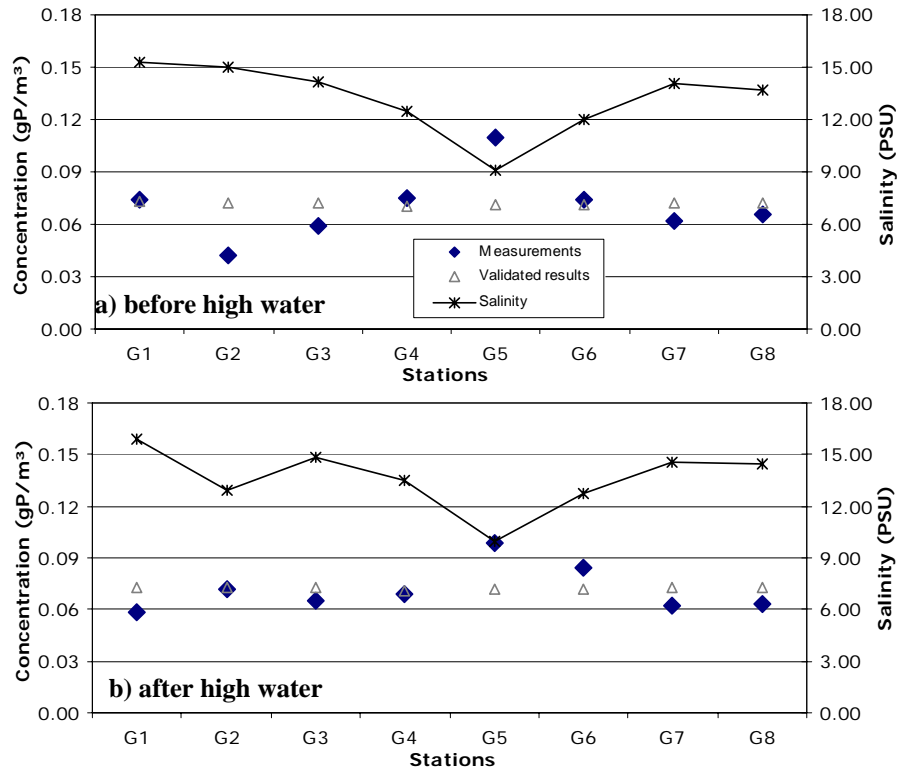 0.18
0.15
0.12
0.09
0.06
0.03
0.00
Concentration (gP/m³)
18.00
15.00
12.00
9.00
6.00
3.00
0.00
Salinity (PSU)
Measurements
Validated results
Salinity
a) before high water
G1 G2 G3 G4 G5 G6 G7 G8
Stations
0.18
0.15
0.12
0.09
0.06
0.03
0.00
Concentration (gP/m³)
18.00
15.00
12.00
9.00
6.00
3.00
0.00
Salinity (PSU)
b) after high water
G1 G2 G3 G4 G5 G6 G7 G8
Stations